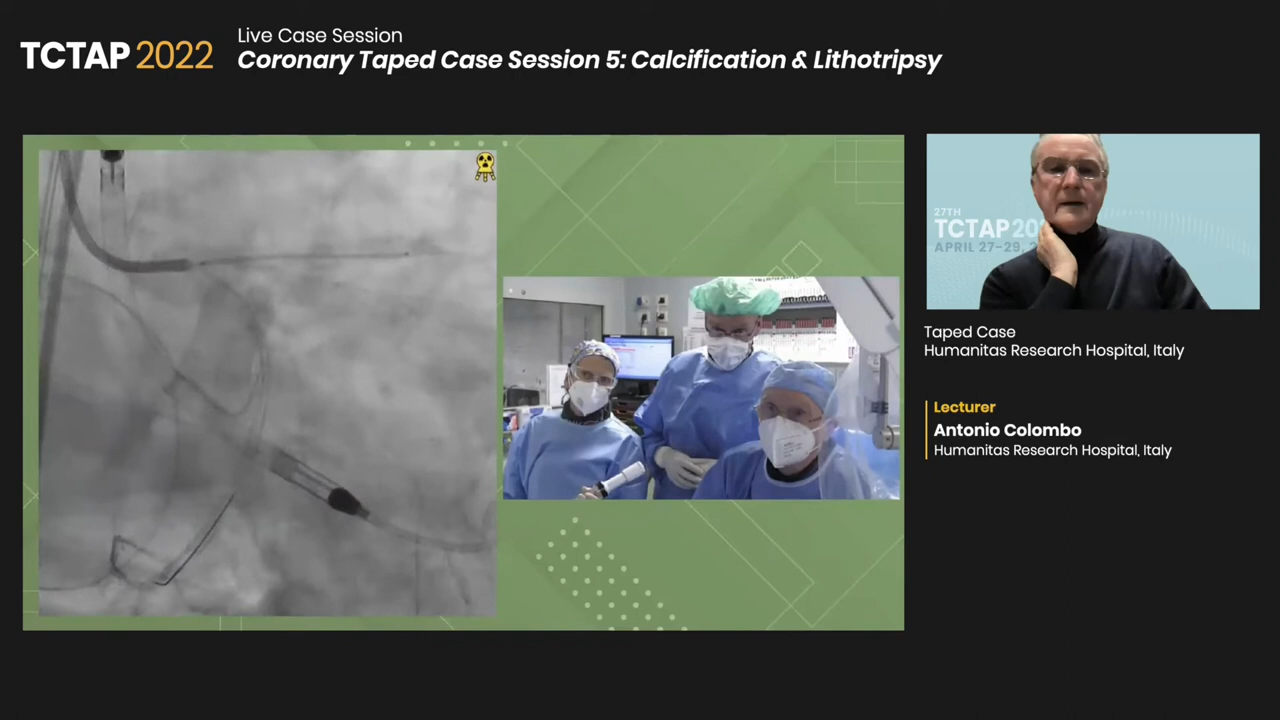 TCTAP 2022
Live Case Session
Coronary Taped Case Session 5: Calcification & Lithotripsy
27TH
TCTAP 20
APRIL 27-29, 2
Taped Case
Humanitas Research Hospital, Italy
Lecturer
Antonio Colombo
Humanitas Research Hospital, Italy